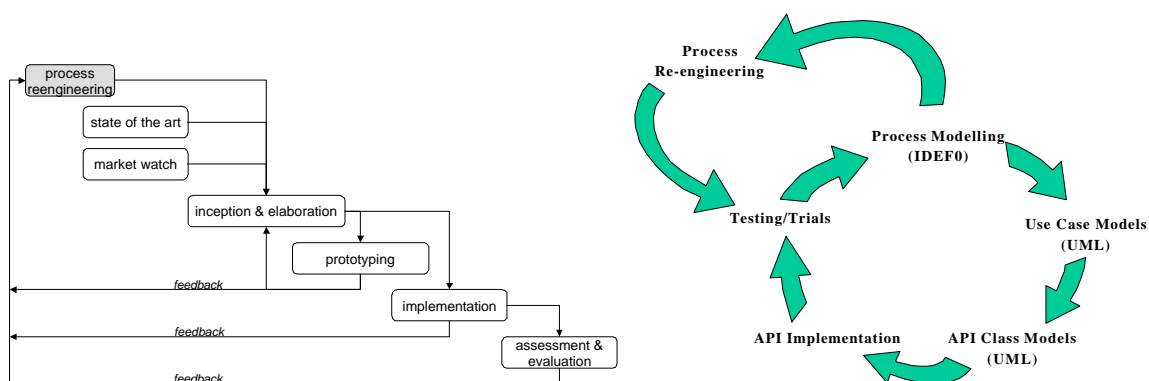 process
reengineering
state of the art
market watch
inception & elaboration
prototyping
feedback
implementation
feedback
assessment &
evaluation
feedback
Process
Re-engineering
Process Modelling
(IDEF0)
Testing/Trials
Use Case Models
(UML)
API Implementation
API Class Models
(UML)